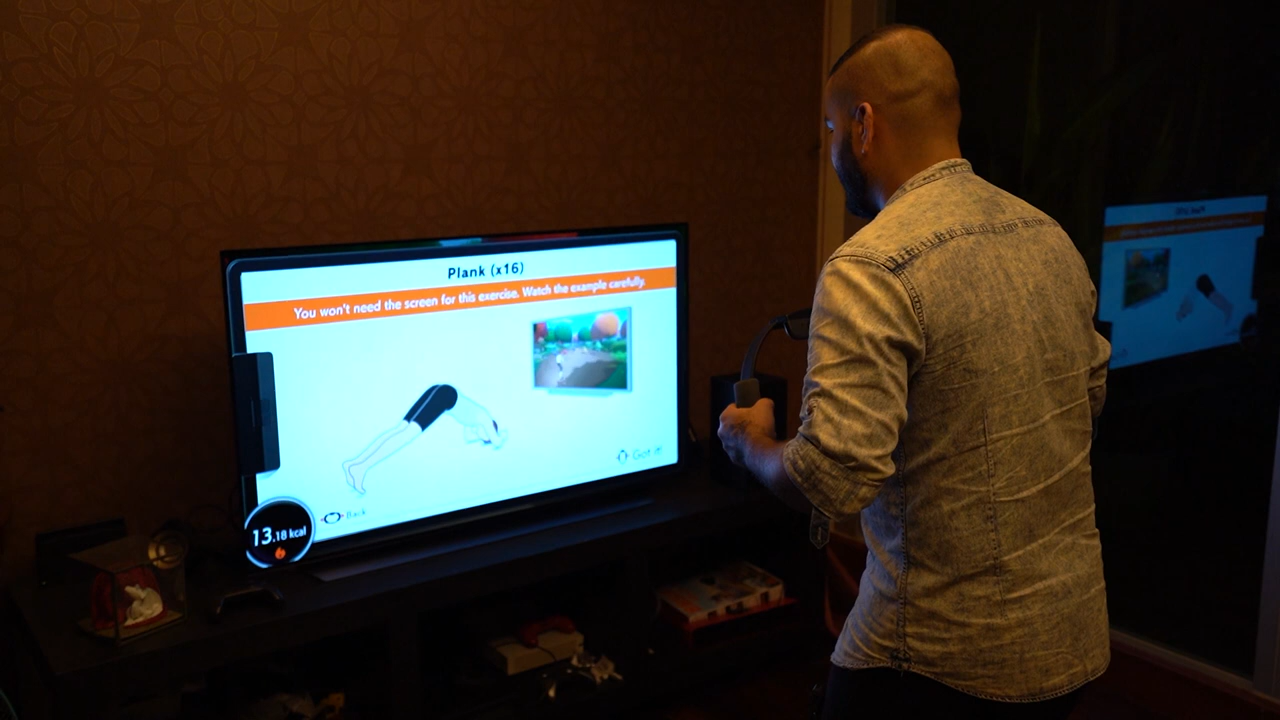 Plank (x16)
You won't need the screen for this exercise. Watch the example carefully.
Got it!
Back
13.18 kcal